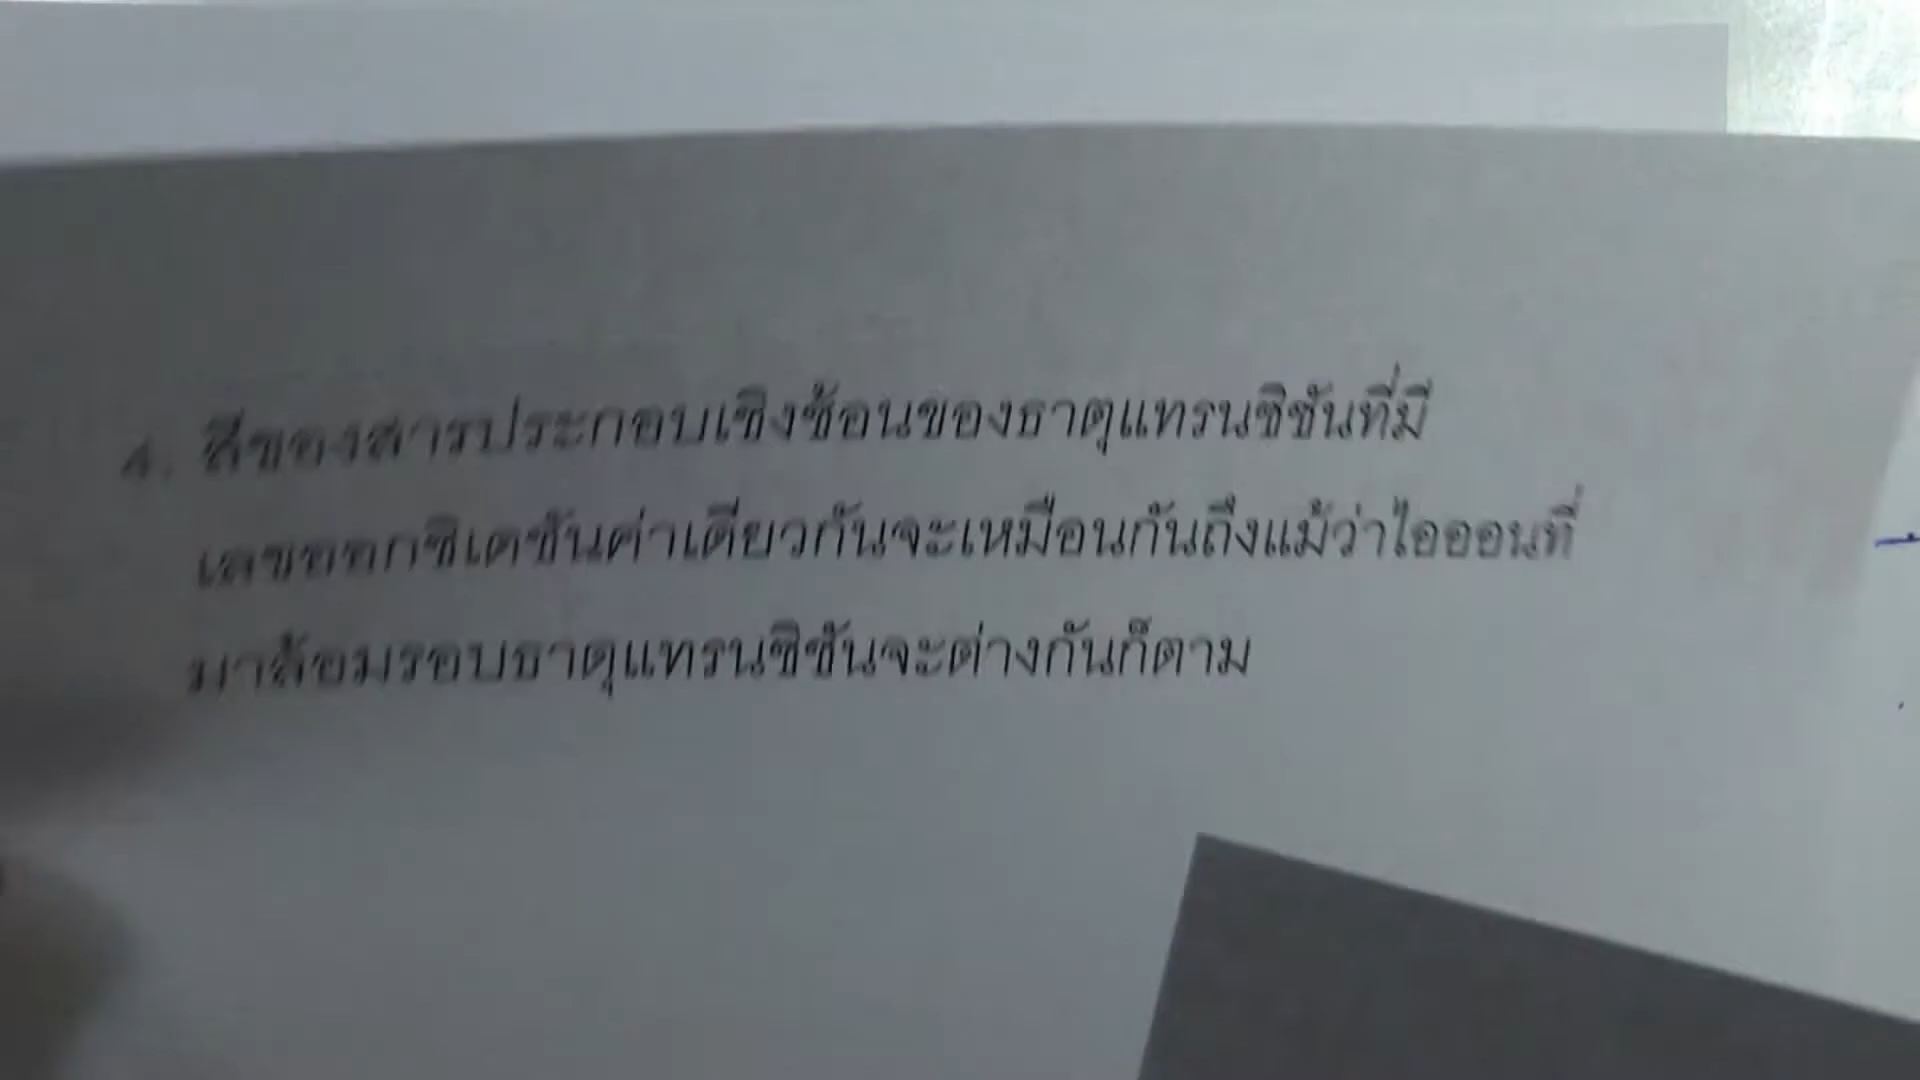 4. สีของสารประกอบเชิงซ้อนของธาตุแทรนซิชันที่มี
เลขออกซิเดชันค่าเดียวกันจะเหมือนกันถึงแม้ว่าไอออนที่
มาล้อมรอบธาตุแทรนซิชันจะต่างกันก็ตาม